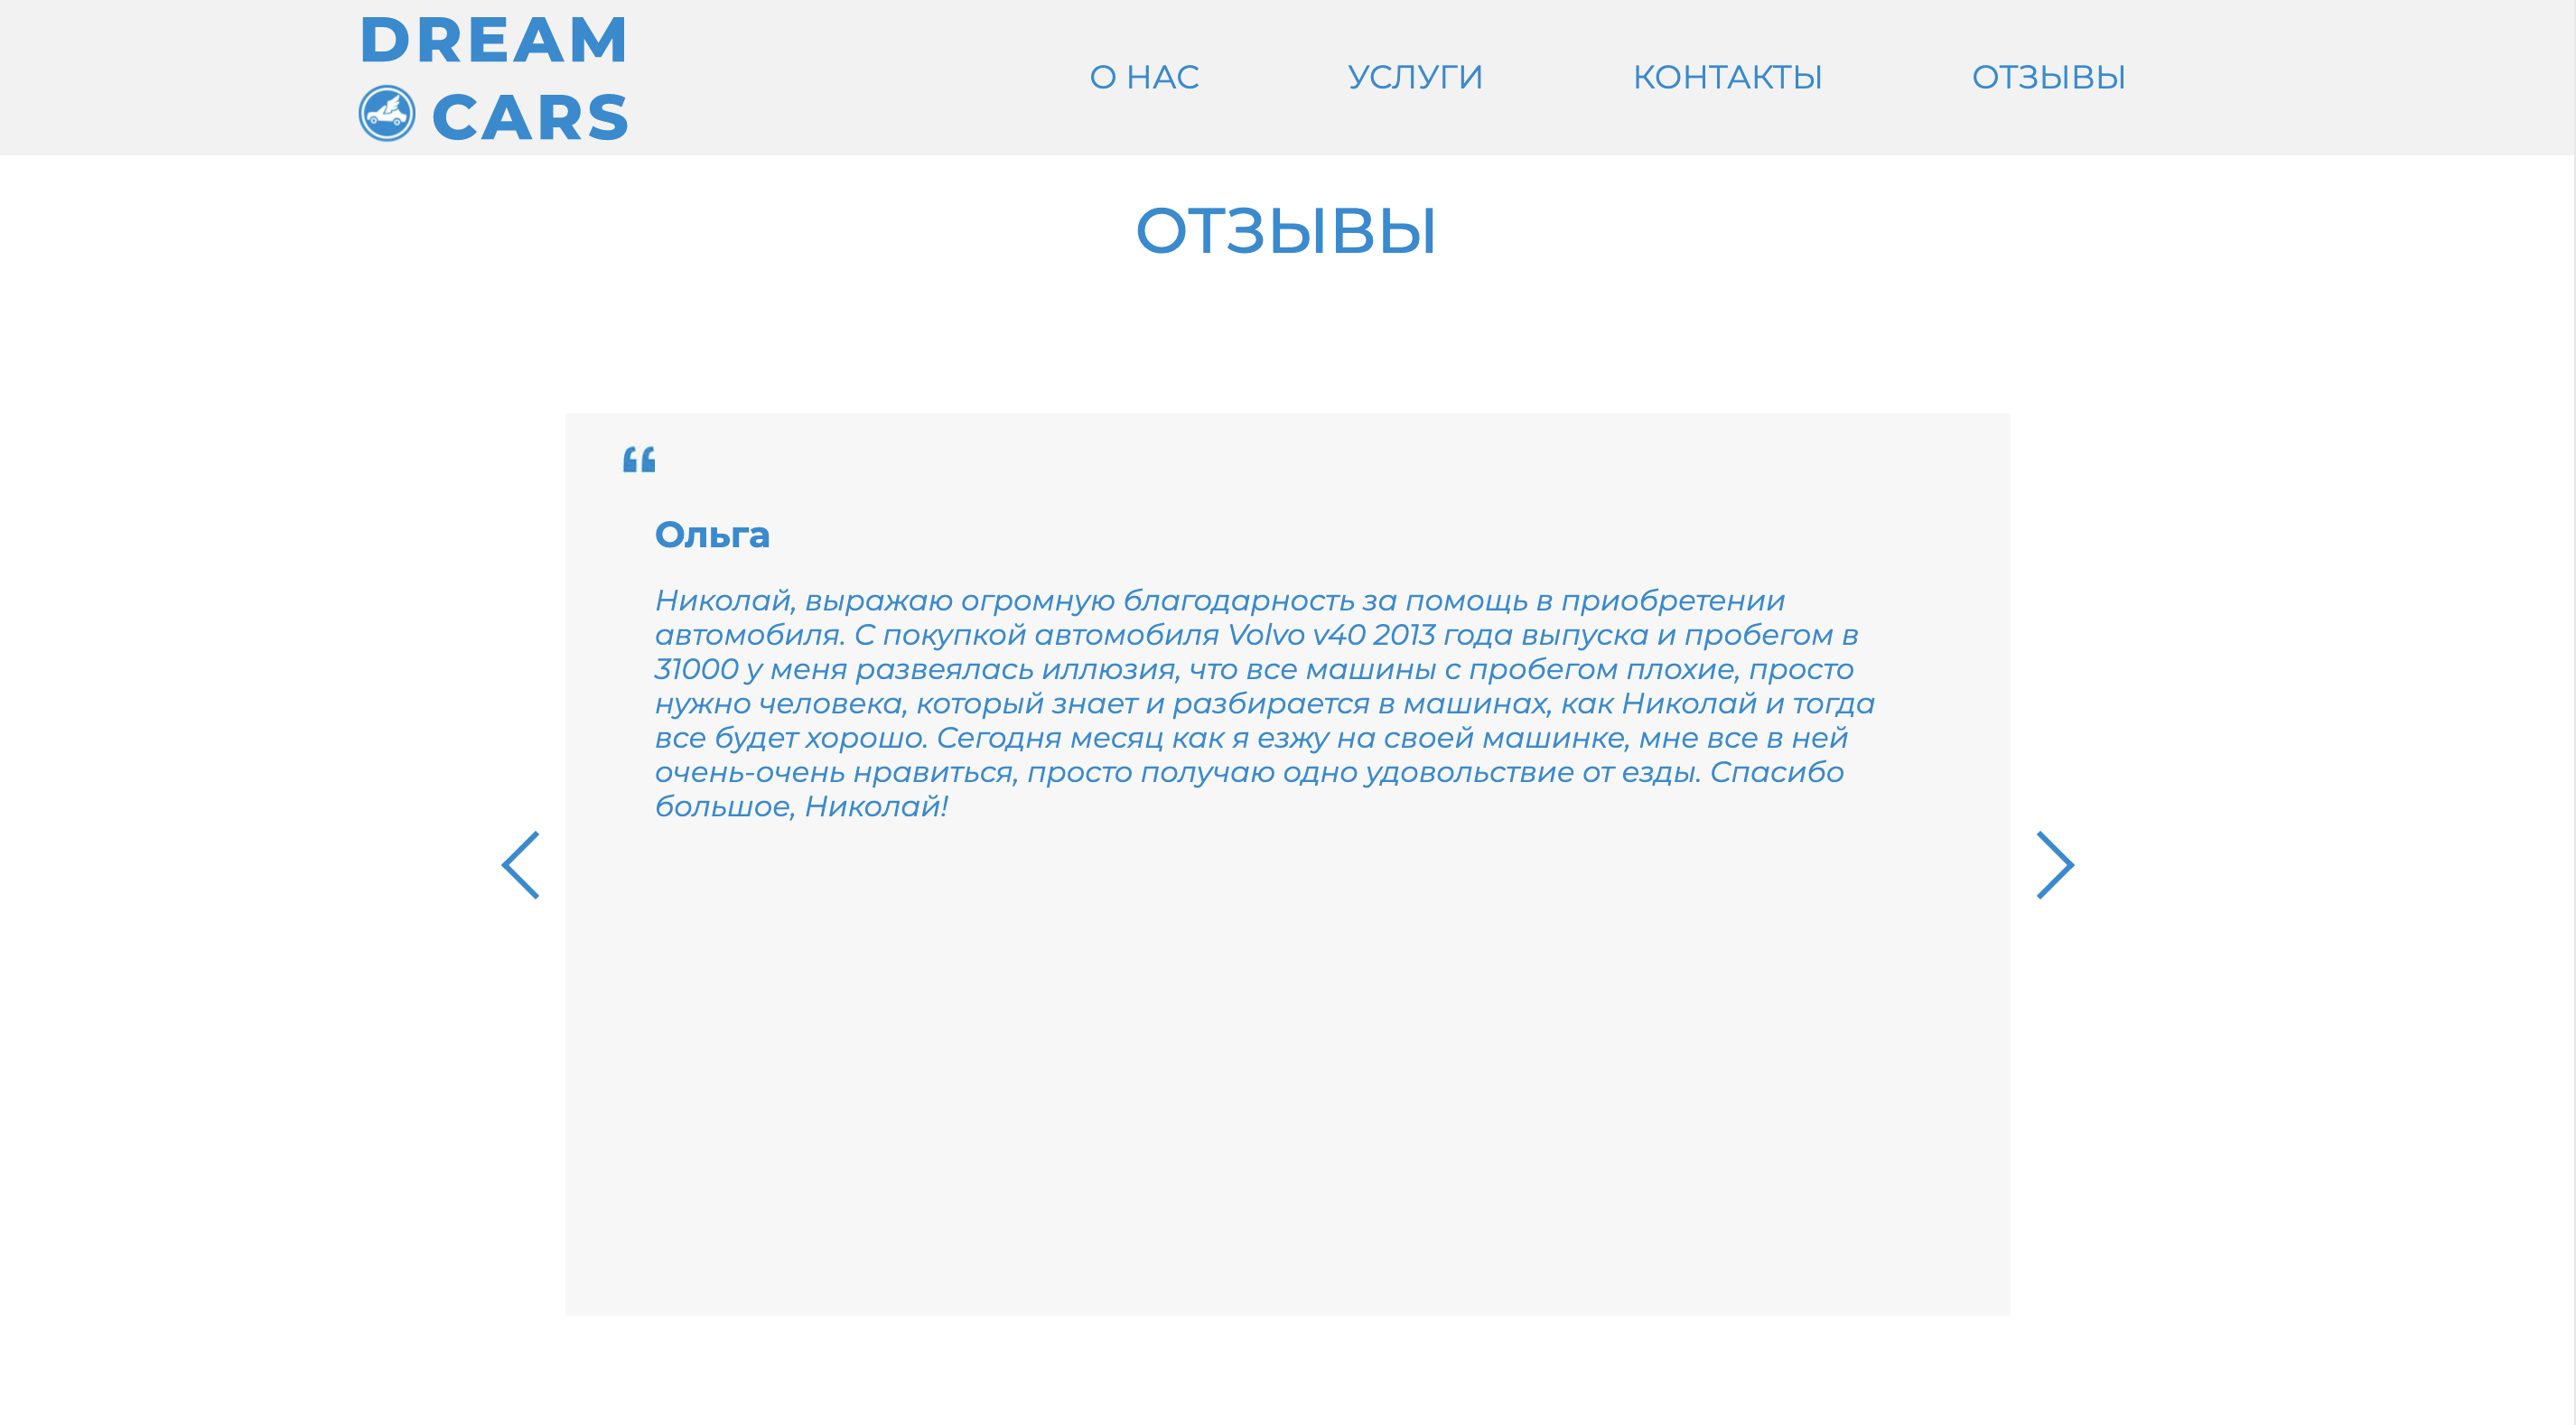 DREAM
CARS
О НАС
УСЛУГИ
КОНТАКТЫ
ОТЗЫВЫ
ОТЗЫВЫ
“
Ольга
Николай, выражаю огромную благодарность за помощь в приобретении
автомобиля. С покупкой автомобиля Volvo v40 2013 года выпуска и пробегом в
31000 у меня развеялась иллюзия, что все машины с пробегом плохие, просто
нужно человека, который знает и разбирается в машинах, как Николай и тогда
все будет хорошо. Сегодня месяц как я езжу на своей машинке, мне все в ней
очень-очень нравиться, просто получаю одно удовольствие от езды. Спасибо
большое, Николай!